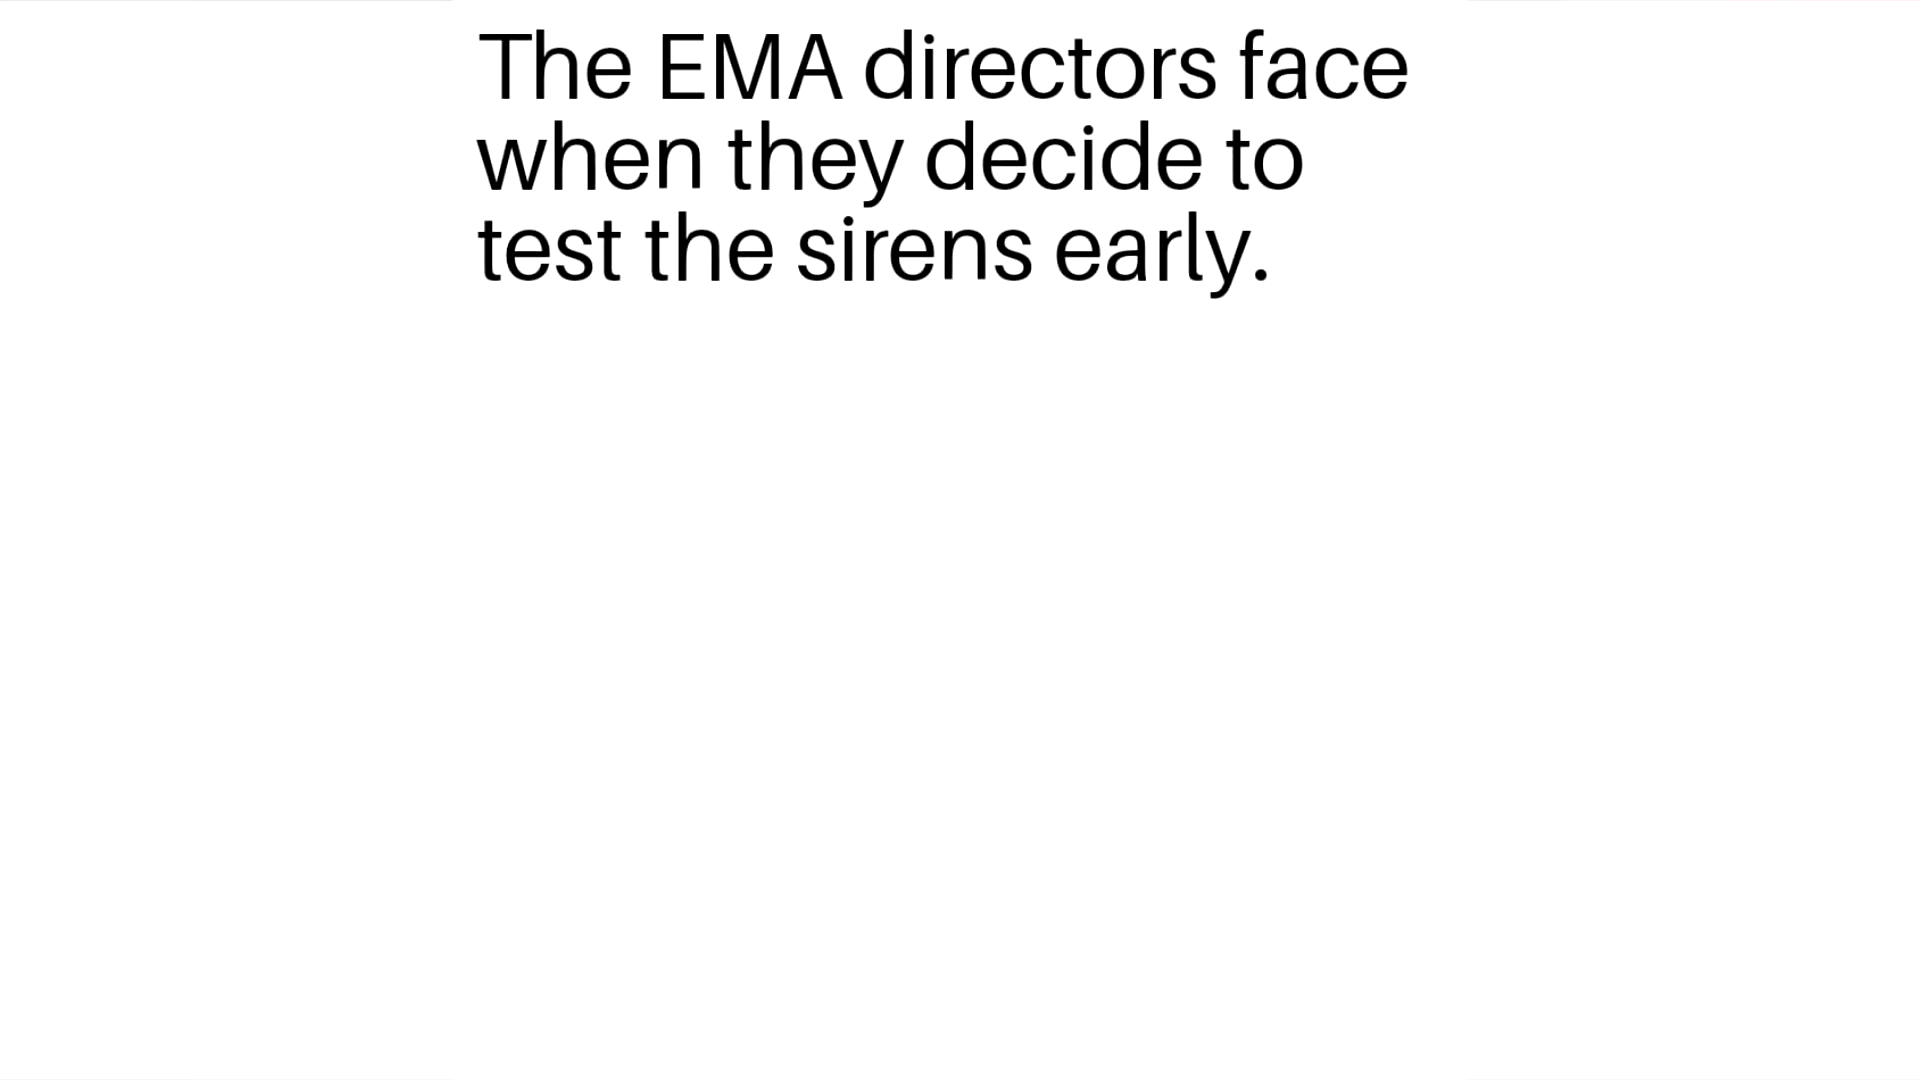 The EMA directors face
when they decide to
test the sirens early.